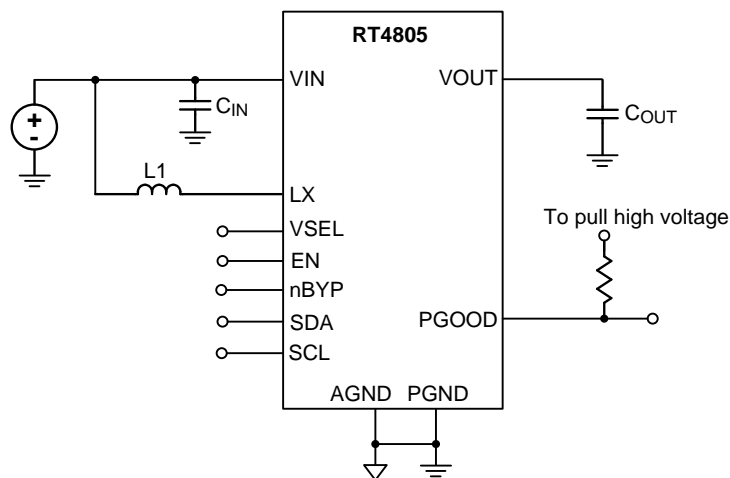 RT4805
VIN
VOUT
CIN
COUT
+
-
L1
LX
VSEL
To pull high voltage
EN
nBYP
PGOOD
SDA
SCL
AGND PGND